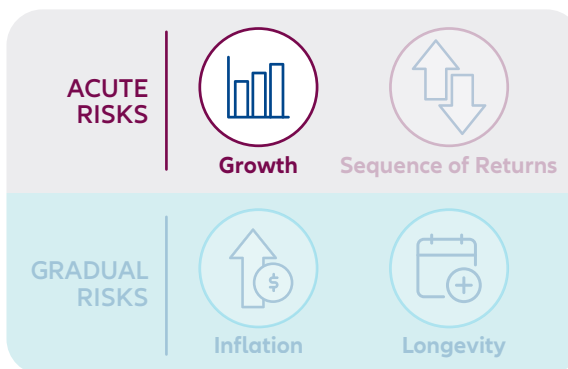 ACUTE
RISKS
Growth
Sequence of Returns
GRADUAL
RISKS
$
Inflation
Longevity